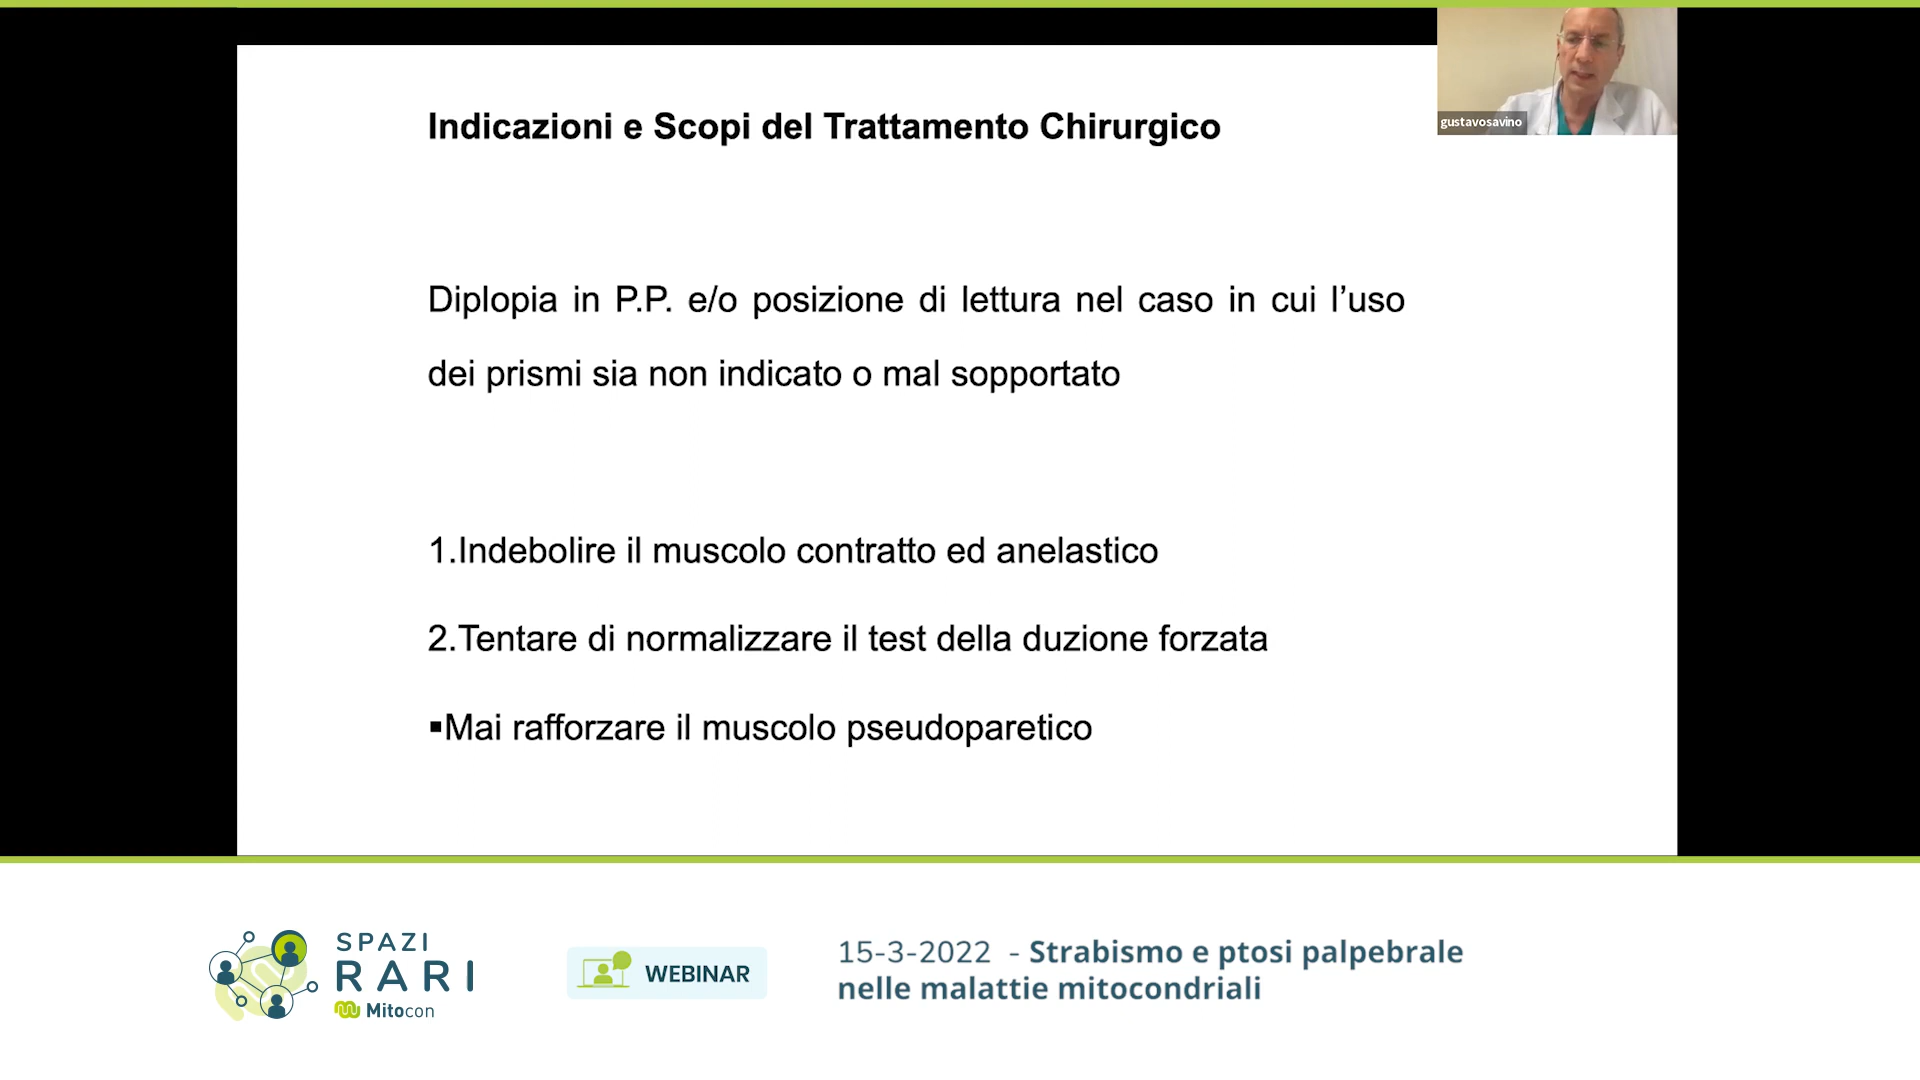 Indicazioni e Scopi del Trattamento Chirurgico
gustavosavino
Diplopia in P.P. e/o posizione di lettura nel caso in cui l’uso
dei prismi sia non indicato o mal sopportato
1.Indebolire il muscolo contratto ed anelastico
2.Tentare di normalizzare il test della duzione forzata
▪Mai rafforzare il muscolo pseudoparetico
SPAZI
RARI
Mitocon
WEBINAR
15-3-2022 - Strabismo e ptosi palpebrale
nelle malattie mitocondriali